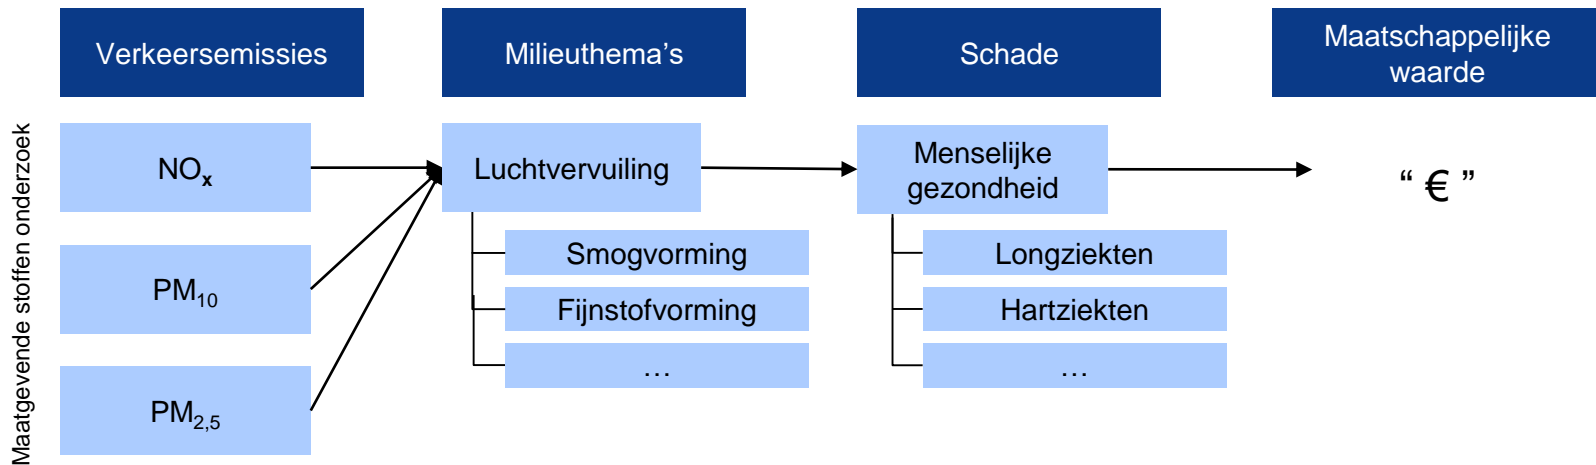 Verkeersemissies
Milieuthema’s
Schade
Maatschappelijke
waarde
Maatgevende stoffen onderzoek
NOx
PM10
PM2,5
Luchtvervuiling
Smogvorming
Fijnstofvorming
…
Menselijke
gezondheid
Longziekten
Hartziekten
…
“ € ”